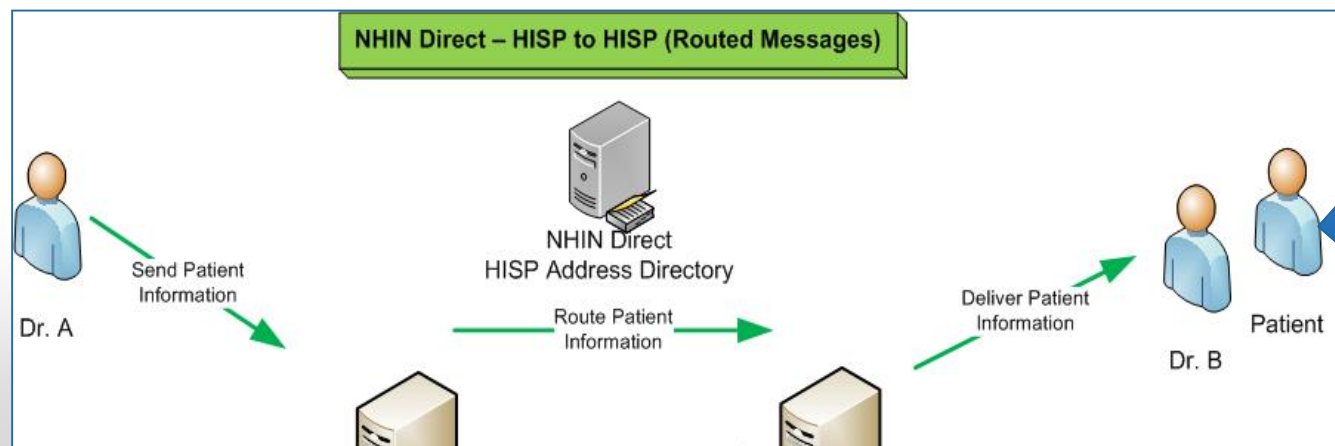 NHIN Direct – HISP to HISP (Routed Messages)
NHIN Direct
HISP Address Directory
Send Patient
Information
Dr. A
Route Patient
Information
Deliver Patient
Information
Patient
Dr. B